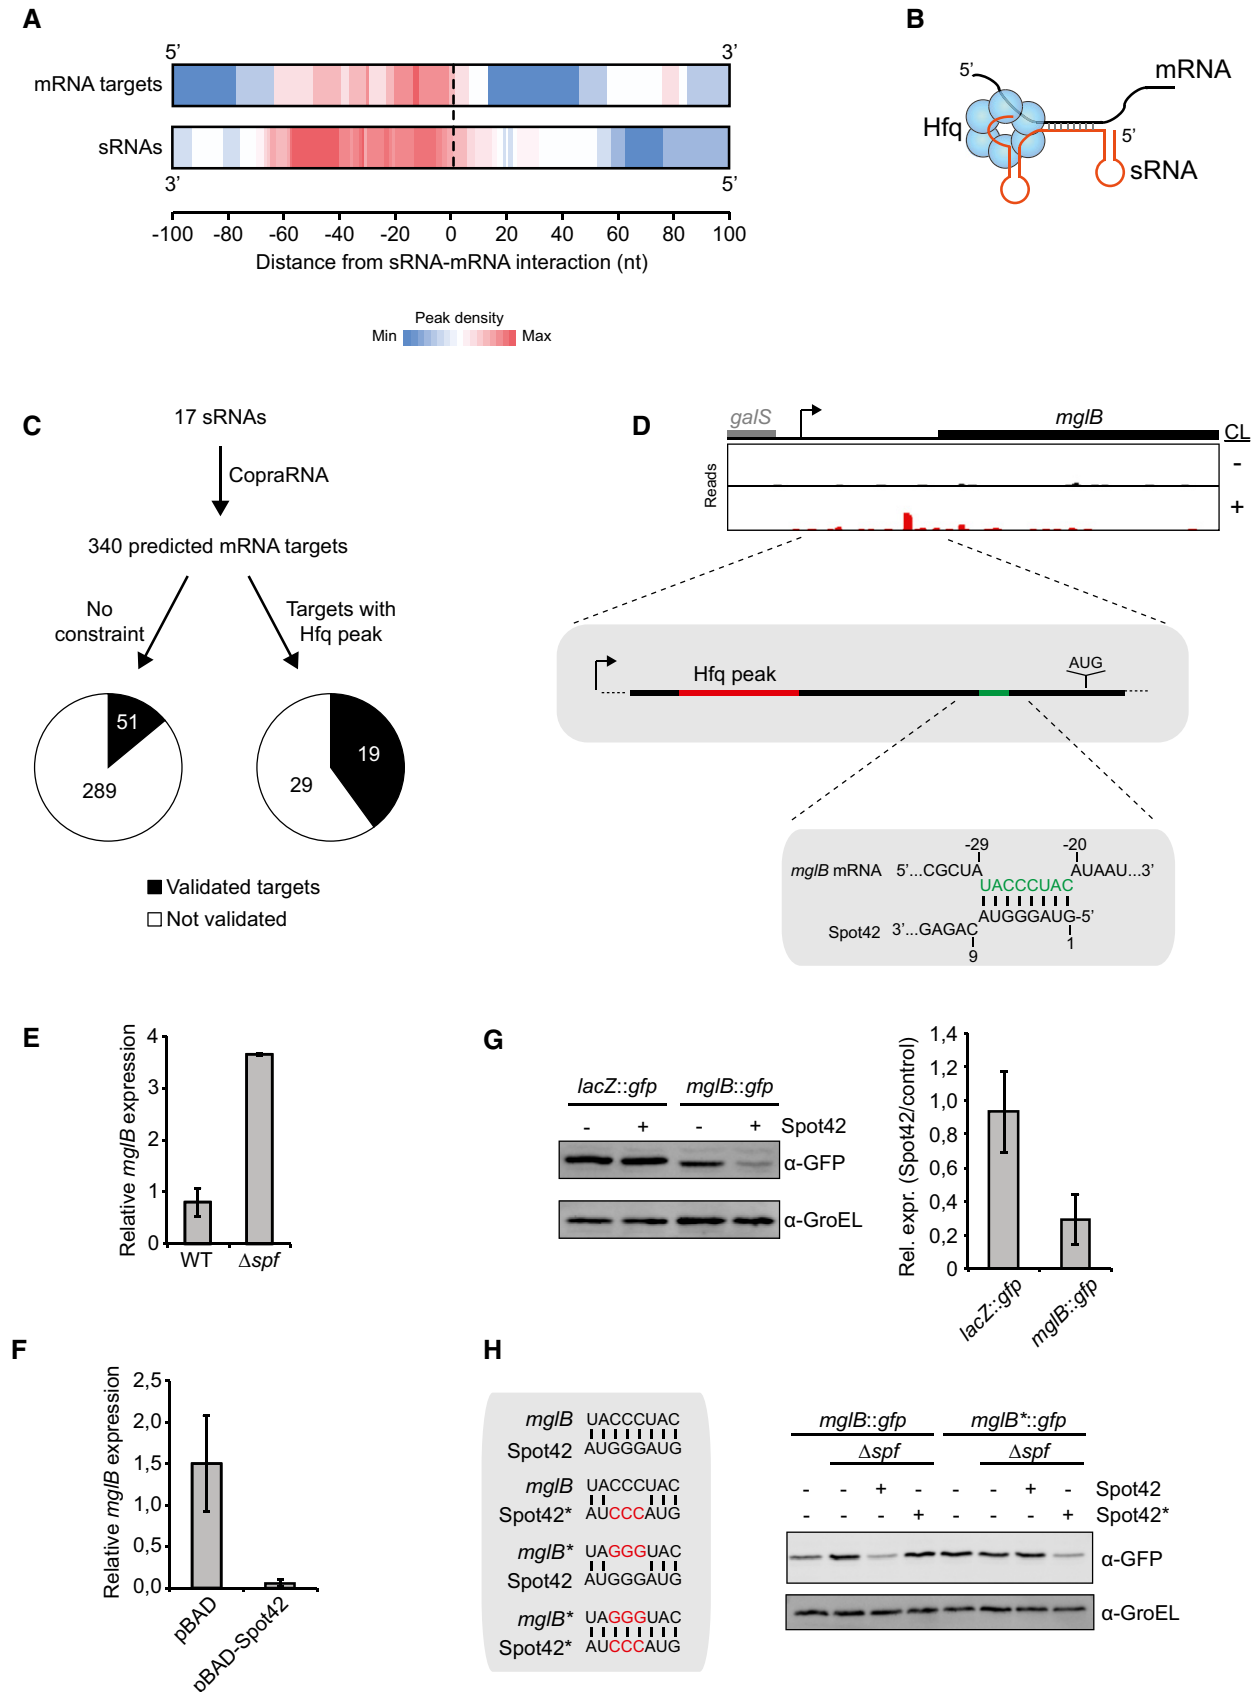 A
5’
3’
mRNA targets
sRNAs
3’
5’
-100 -80 -60 -40 -20 0 20 40 60 80 100
Distance from sRNA-mRNA interaction (nt)
Peak density
Min Max
B
5’
mRNA
Hfq
5’
sRNA
C
17 sRNAs
CopraRNA
340 predicted mRNA targets
No
constraint
Targets with
Hfq peak
51
289
19
29
Validated targets
Not validated
D
galS
mglB
CL
Reads
-
+
Hfq peak
AUG
-29 -20
mglB mRNA 5’...CGCUA AUAAU...3’
UACCCUAC
AUGGGAUG-5’
Spot42 3’...GAGAC
9 1
E
Relative mglB expression
4
3
2
1
0
WT Δspf
F
Relative mglB expression
2,5
2,0
1,5
1,0
0,5
0,0
pBAD
pBAD-Spot42
G
lacZ::gfp mglB::gfp
- + - + Spot42
α-GFP
α-GroEL
Rel. expr. (Spot42/control)
1,4
1,2
1,0
0,8
0,6
0,4
0,2
0
lacZ::gfp
mglB::gfp
H
mglB UACCCUAC
Spot42 AUGGGAUG
mglB UACCCUAC
Spot42* AUCCCAUG
mglB* UAGGGUAC
Spot42 AUGGGAUG
mglB* UAGGGUAC
Spot42* AUCCCAUG
mglB::gfp mglB*::gfp
Δspf Δspf
- - + - - - + - Spot42
- - - + - - - + Spot42*
α-GFP
α-GroEL